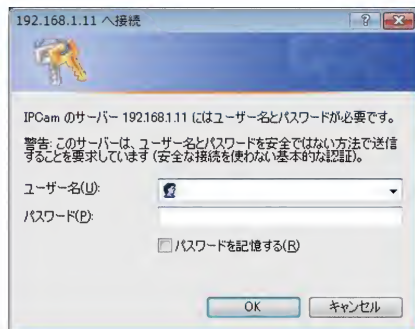 192.168.1.11 へ接続
IPCam のサーバー 192.168.1.11 にはユーザー名とパスワードが必要です。
警告: このサーバーは、ユーザー名とパスワードを安全ではない方法で送信
することを要求しています (安全な接続を使わない基本的な認証)。
ユーザー名(U):
パスワード(P):
パスワードを記憶する(R)
OK キャンセル